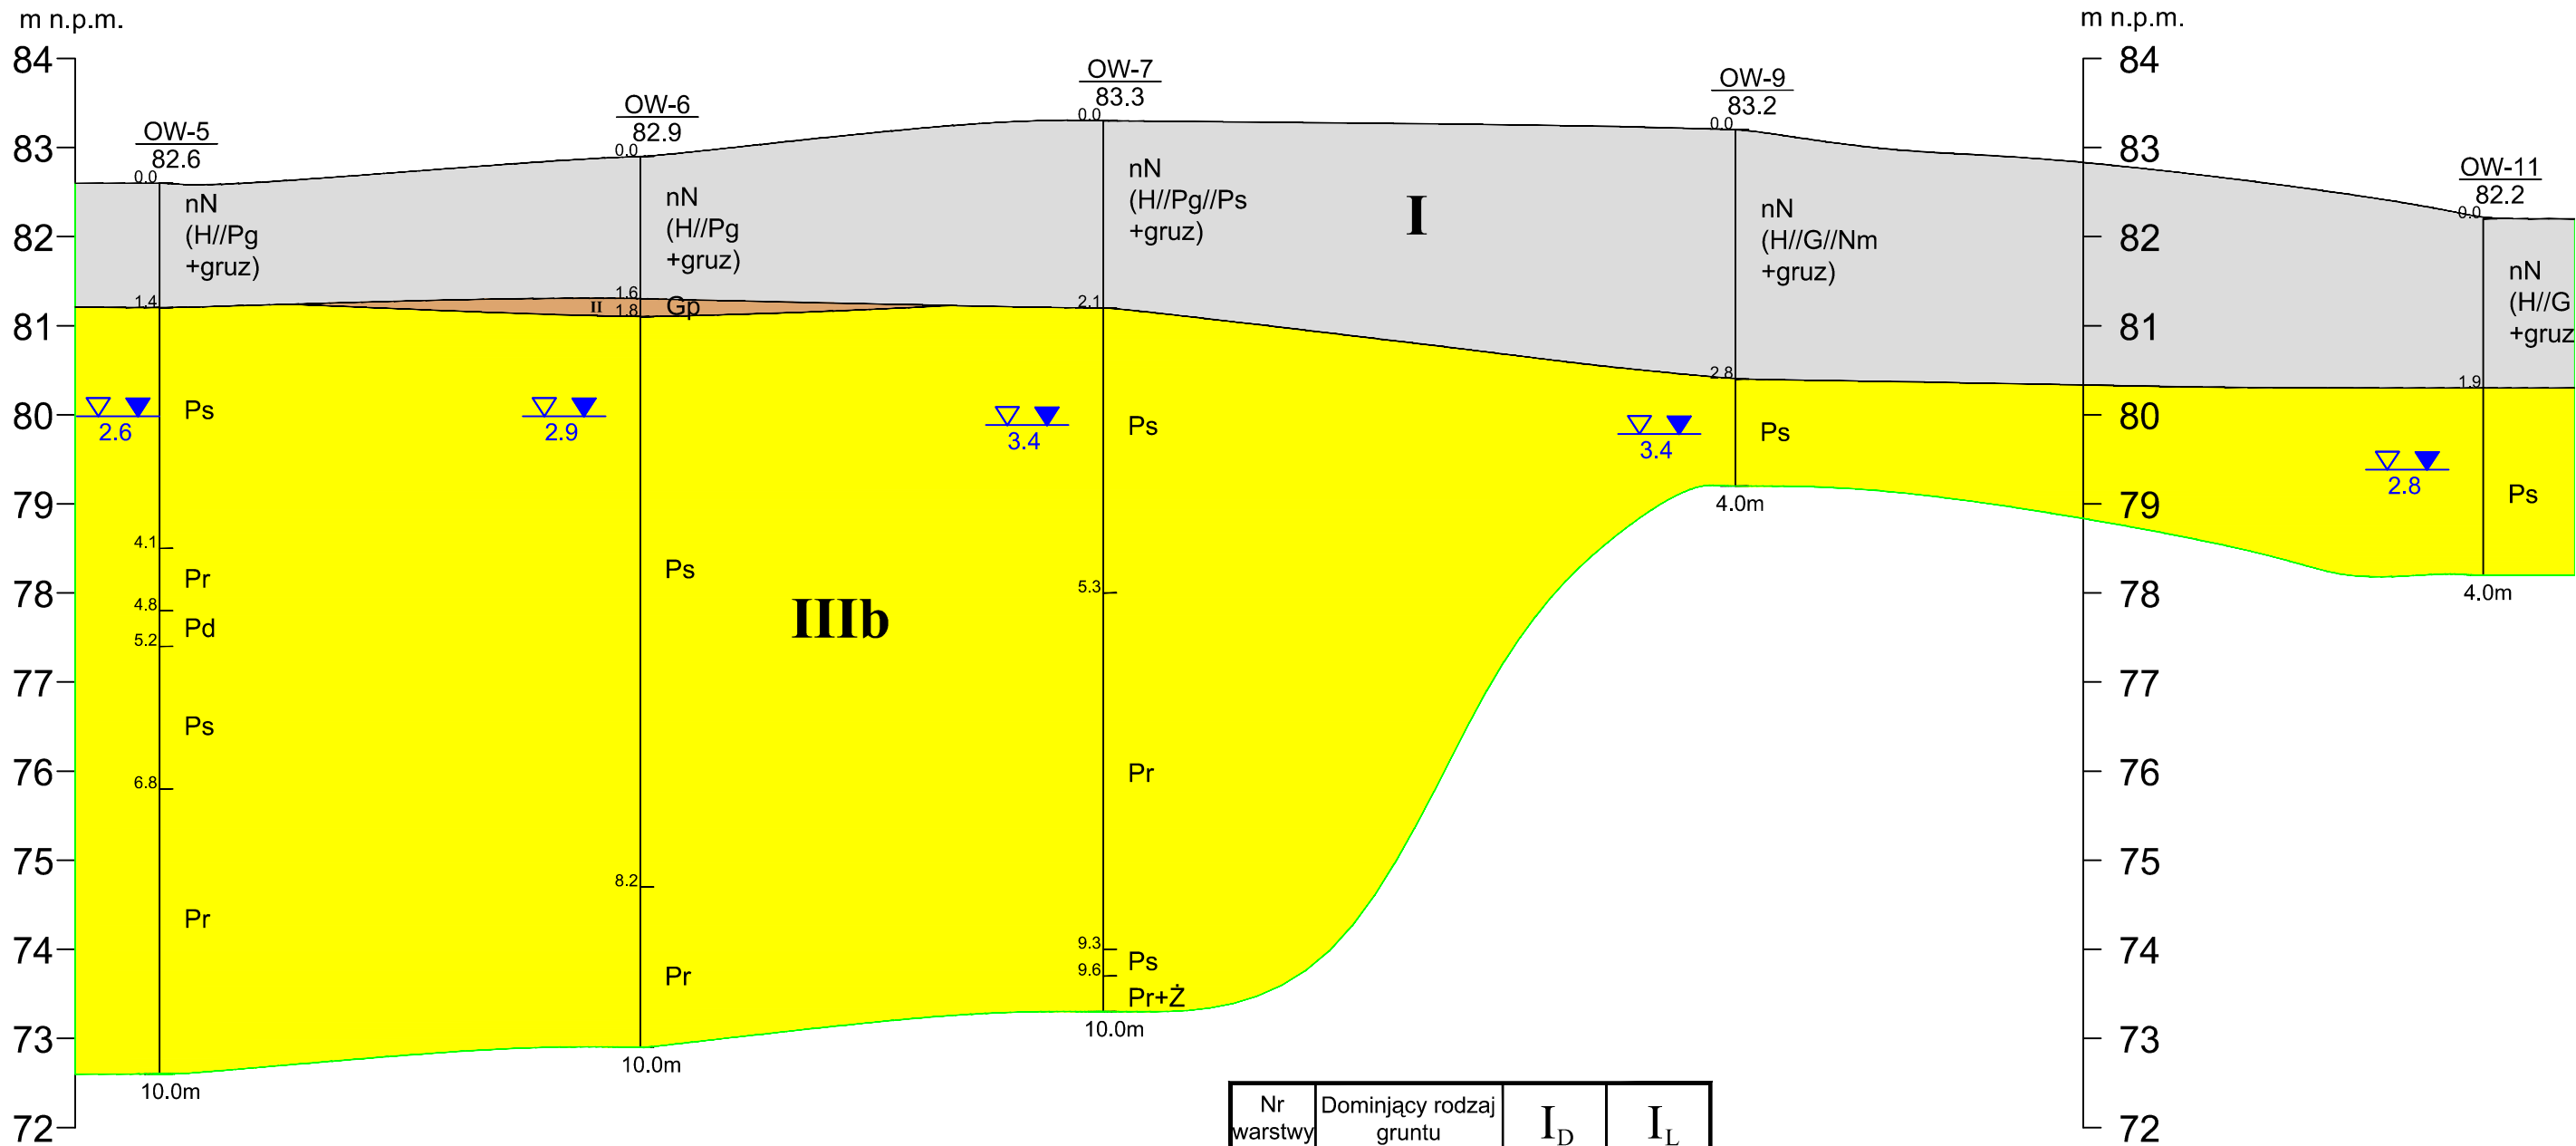 m n.p.m.
m n.p.m.
84
83
82
81
80
79
78
77
76
75
74
73
72
OW-5
82.6
0.0
nN
(H//Pg
+gruz)
1.4
2.6
Ps
4.1
Pr
4.8
Pd
5.2
Ps
6.8
Pr
10.0m
OW-6
82.9
0.0
nN
(H//Pg
+gruz)
1.6
II
Gp
1.8
2.9
Ps
8.2
Pr
10.0m
IIIb
OW-7
83.3
0.0
nN
(H//Pg//Ps
+gruz)
2.1
3.4
Ps
5.3
Pr
9.3
Ps
9.6
Pr+Ż
10.0m
I
OW-9
83.2
0.0
nN
(H//G//Nm
+gruz)
2.8
3.4
Ps
4.0m
84
83
82
81
80
79
78
77
76
75
74
73
72
OW-11
82.2
0.0
nN
(H//G
+gruz
1.9
2.8
Ps
4.0m
Nr
warstwy
Dominjący rodzaj
gruntu
I_D
I_L